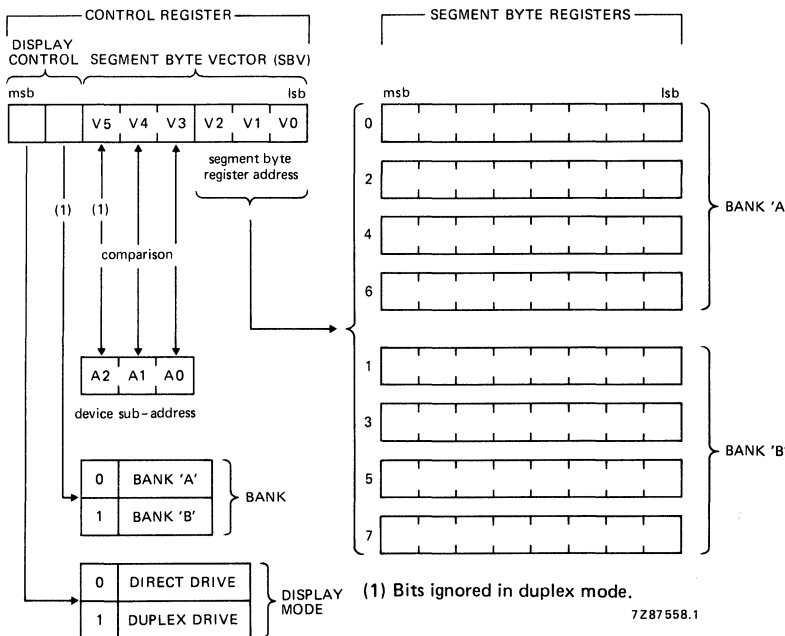 CONTROL REGISTER
DISPLAY CONTROL
SEGMENT BYTE VECTOR (SBV)
msb lsb
V5 V4 V3 V2 V1 V0
segment byte register address
(1) (1)
comparison
A2 A1 A0
device sub-address
0 BANK 'A'
1 BANK 'B'
BANK
0 DIRECT DRIVE
1 DUPLEX DRIVE
DISPLAY MODE
SEGMENT BYTE REGISTERS
msb lsb
0
2
4
6
BANK 'A
1
3
5
7
BANK 'B'
(1) Bits ignored in duplex mode.
7Z87558.1